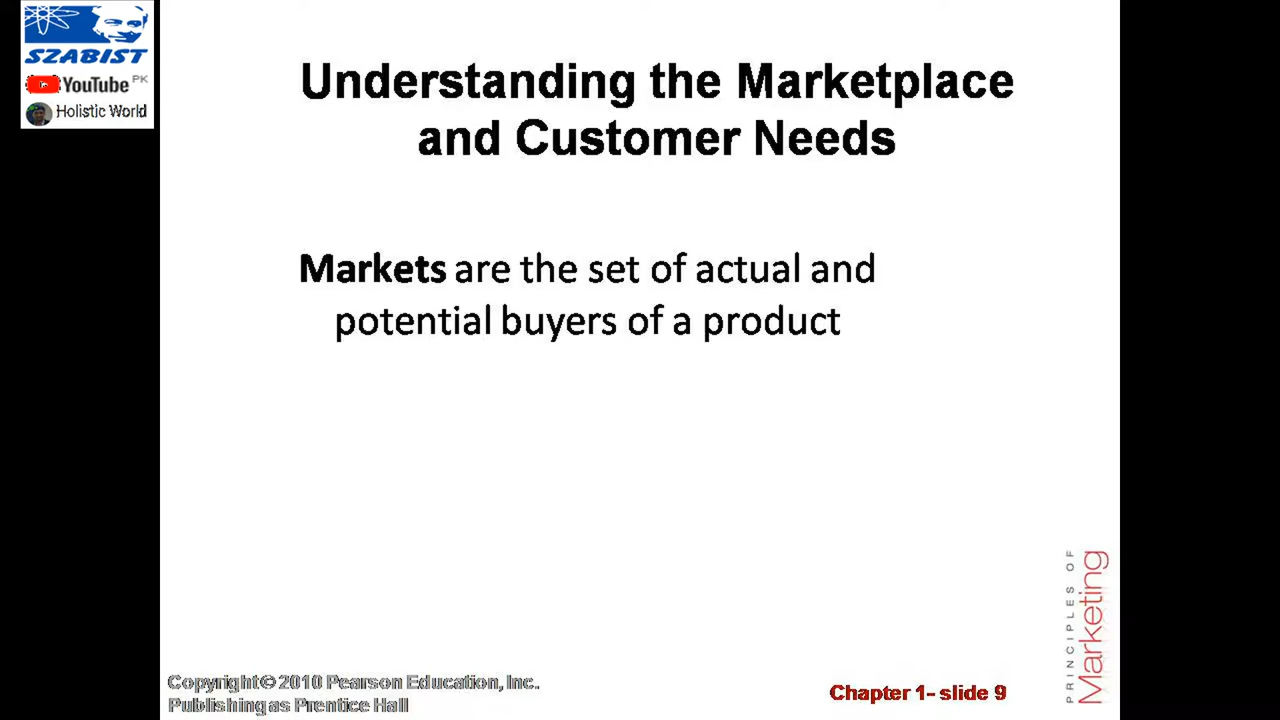 SZABIST
YouTube PK
Holistic World
Understanding the Marketplace
and Customer Needs
Markets are the set of actual and
potential buyers of a product
PRINCIPLES OF
Marketing
Copyright © 2010 Pearson Education, Inc.
Publishing as Prentice Hall
Chapter 1- slide 9